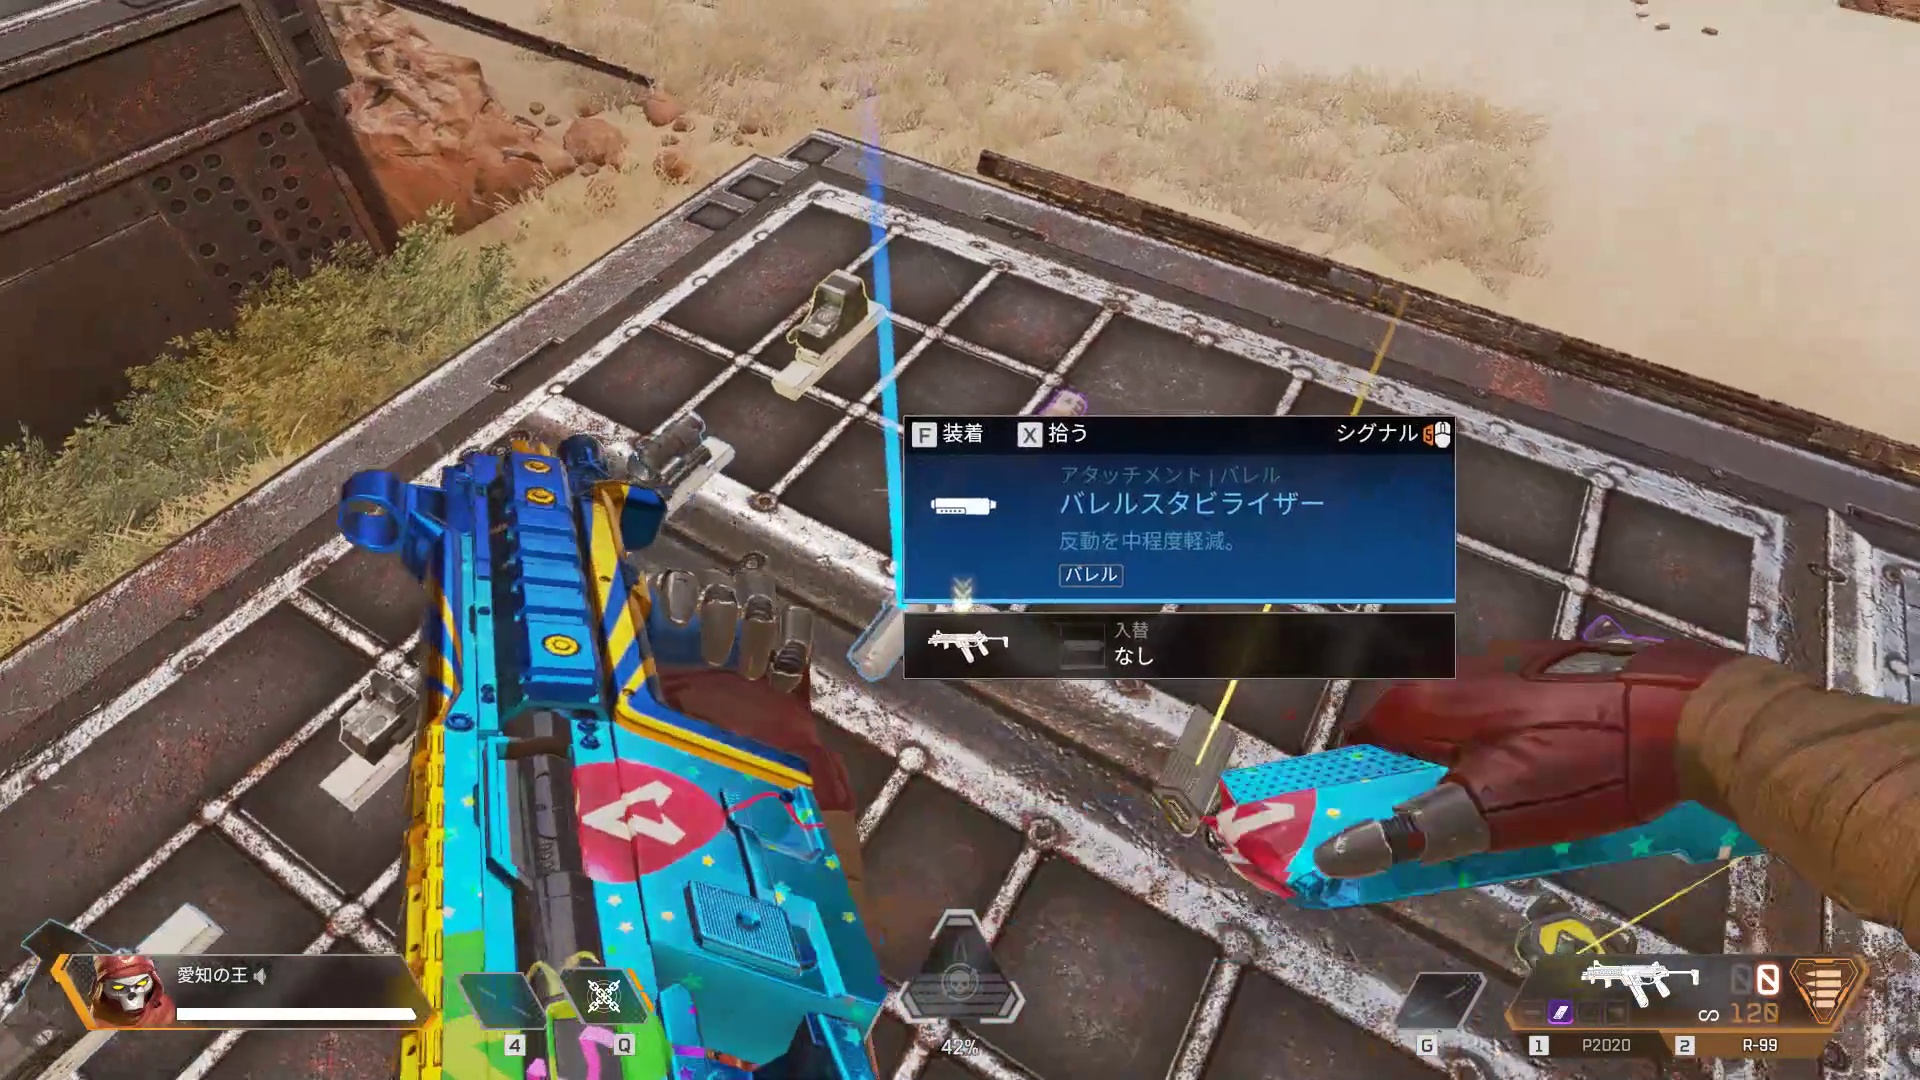 F 装着 X 拾う シグナル 5
アタッチメント | バレル
バレルスタビライザー
反動を中程度軽減。
バレル
入替
なし
愛知の王
4
Q
42%
G
00
∞ 120
1 P2020 2 R-99